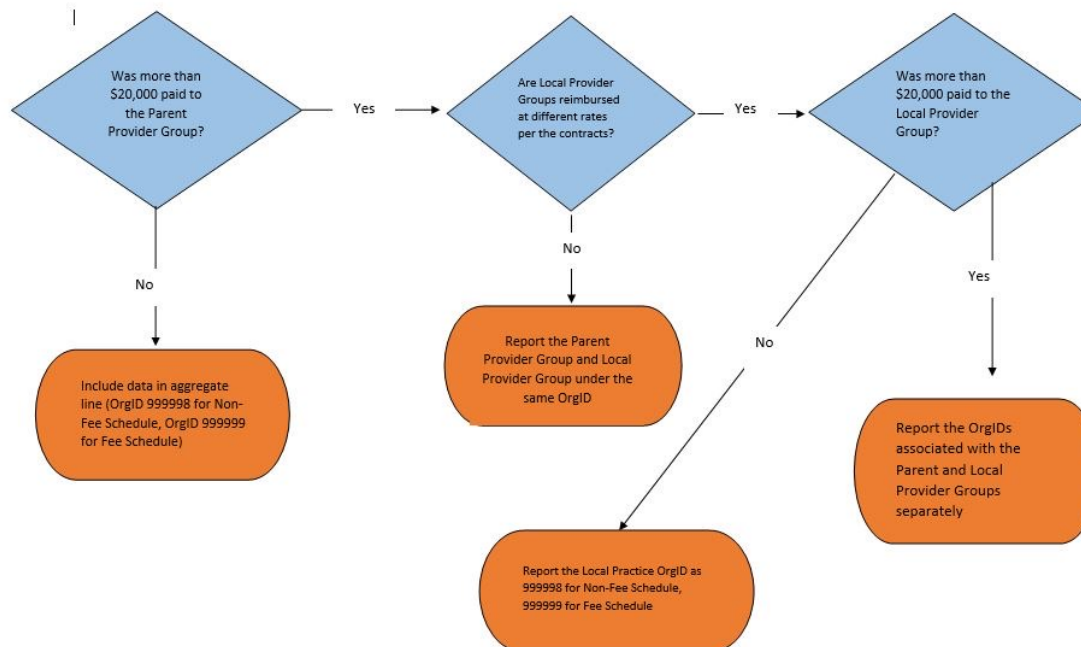 Was more than
$20,000 paid to
the Parent
Provider Group?
Yes
Are Local Provider
Groups reimbursed
at different rates
per the contracts?
Yes
Was more than
$20,000 paid to the
Local Provider
Group?
No
Include data in aggregate
line (OrgID 999998 for Non-
Fee Schedule, OrgID 999999
for Fee Schedule)
No
Report the Parent
Provider Group and Local
Provider Group under the
same OrgID
No
Report the Local Practice OrgID as
999998 for Non-Fee Schedule,
999999 for Fee Schedule
Yes
Report the OrgIDs
associated with the
Parent and Local
Provider Groups
separately